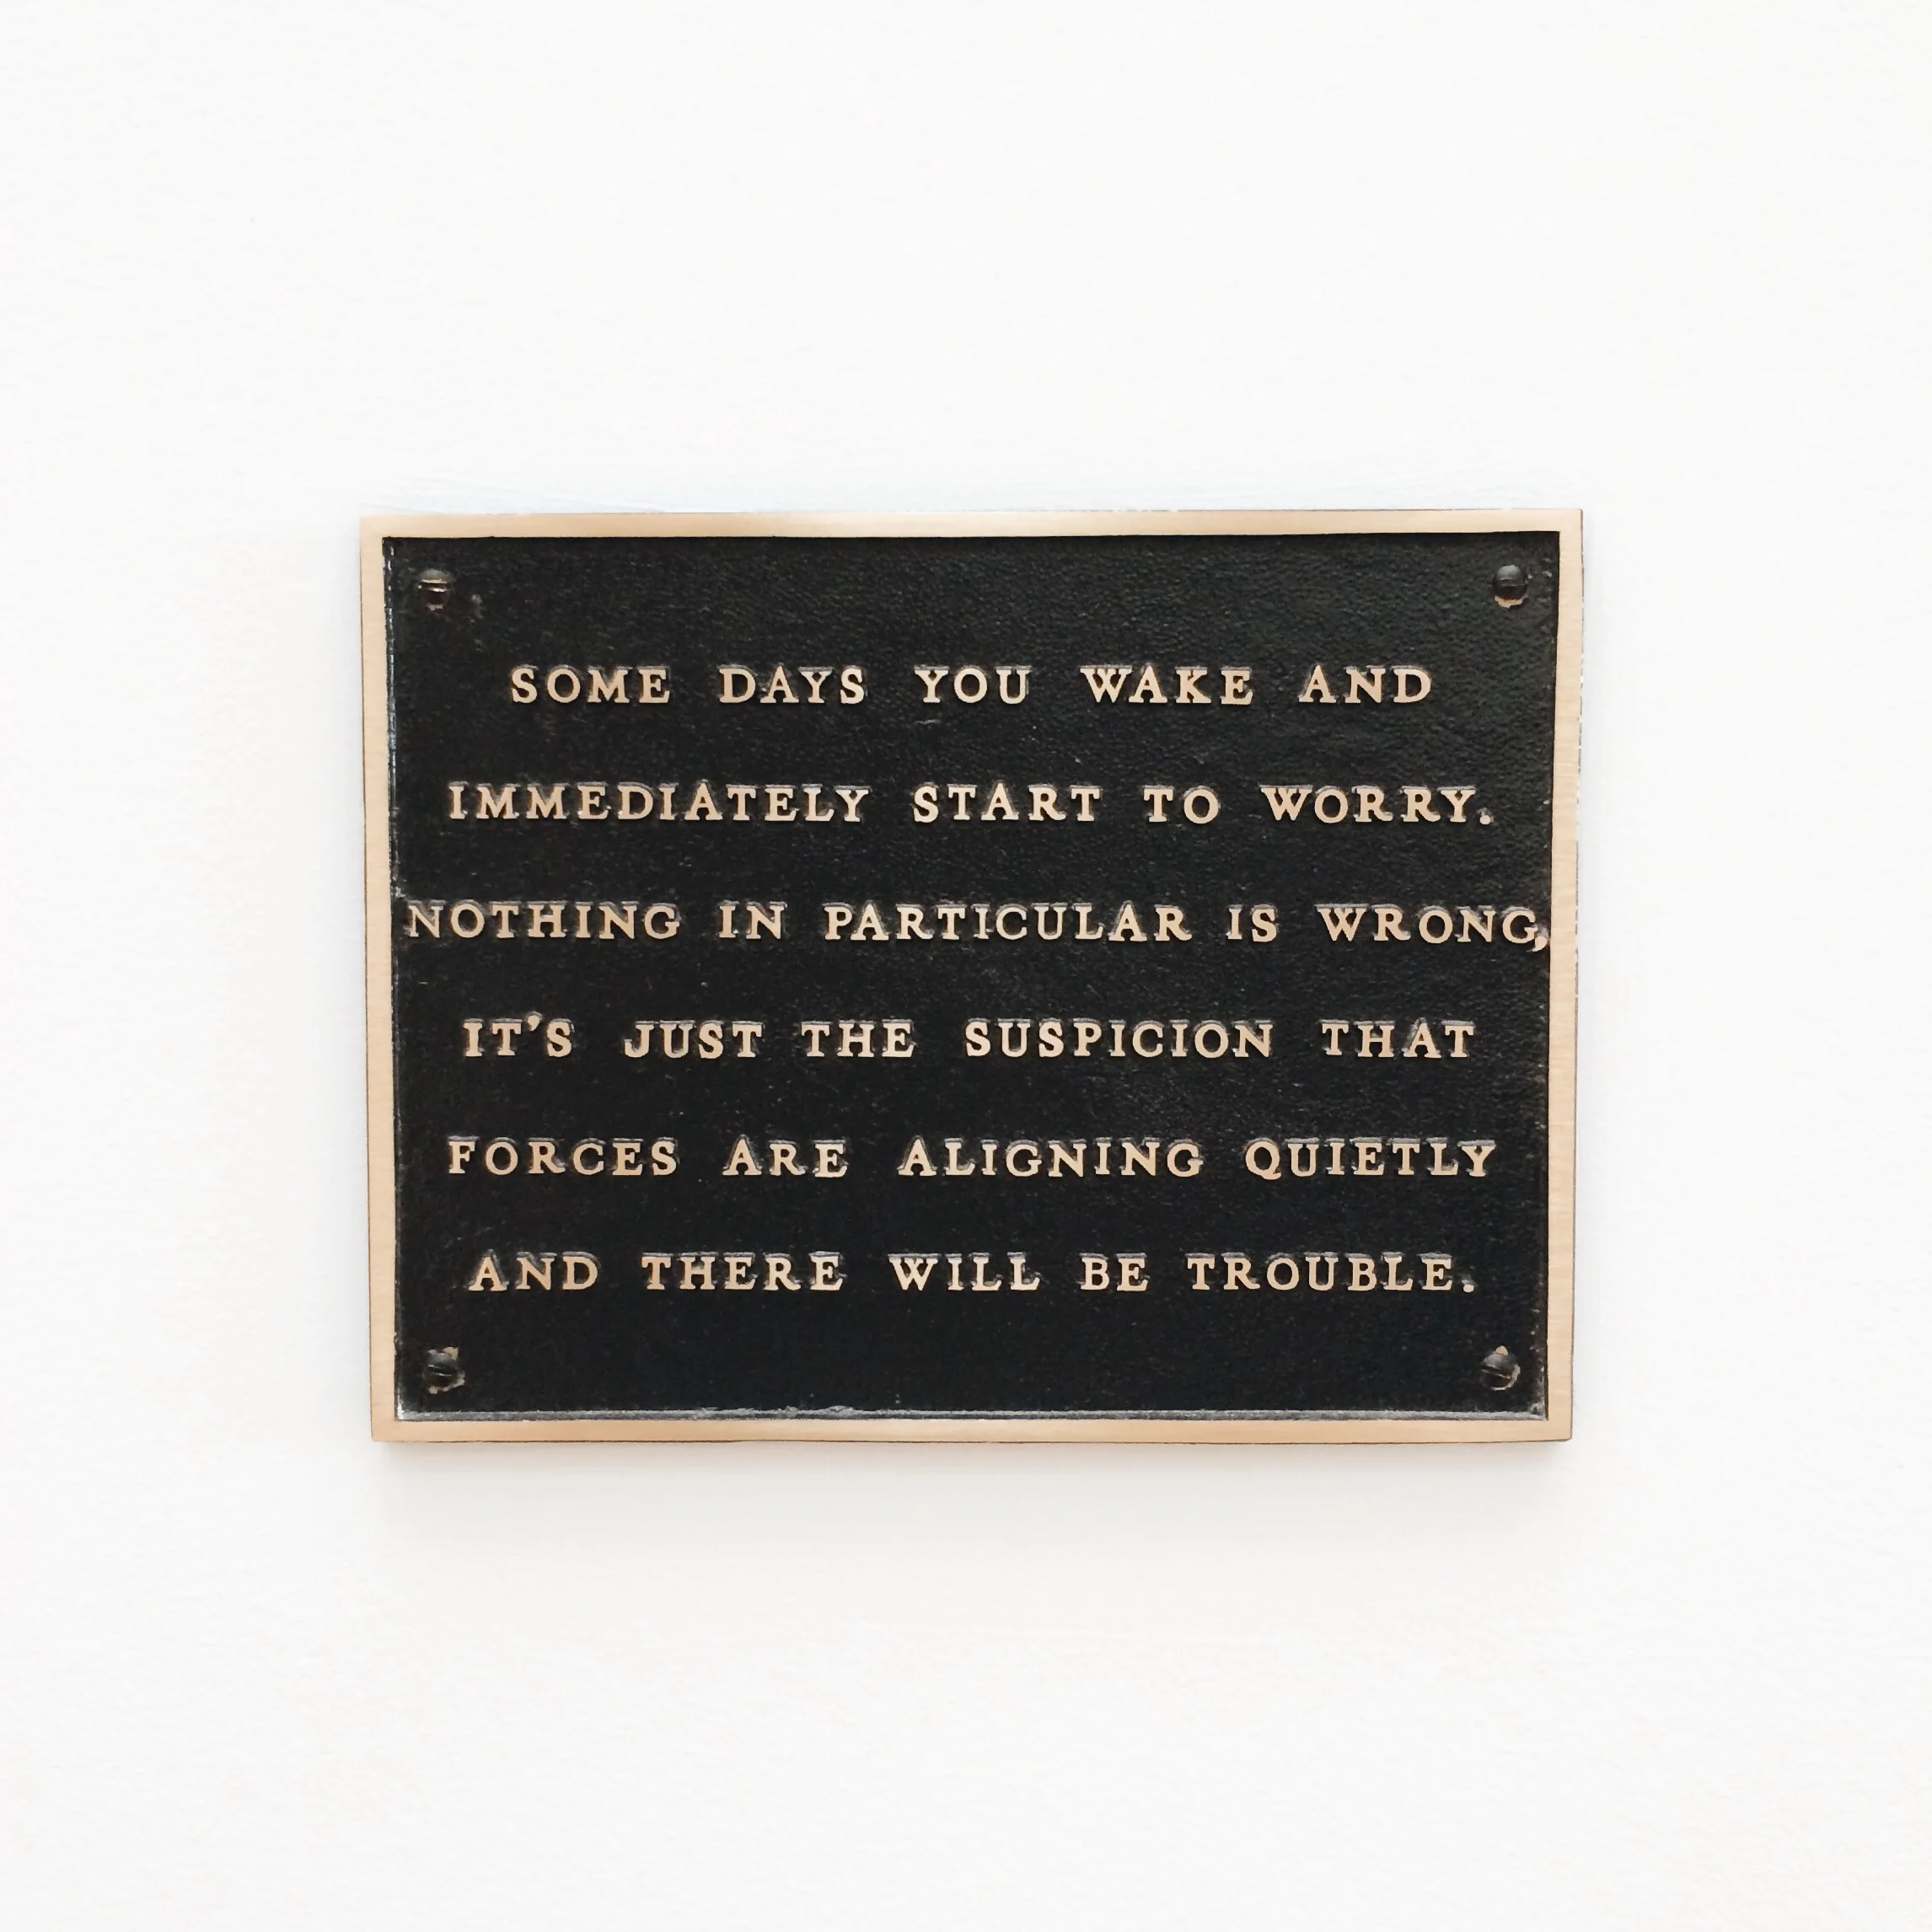 SOME DAYS YOU WAKE AND
IMMEDIATELY START TO WORRY.
NOTHING IN PARTICULAR IS WRONG,
IT'S JUST THE SUSPICION THAT
FORCES ARE ALIGNING QUIETLY
AND THERE WILL BE TROUBLE.